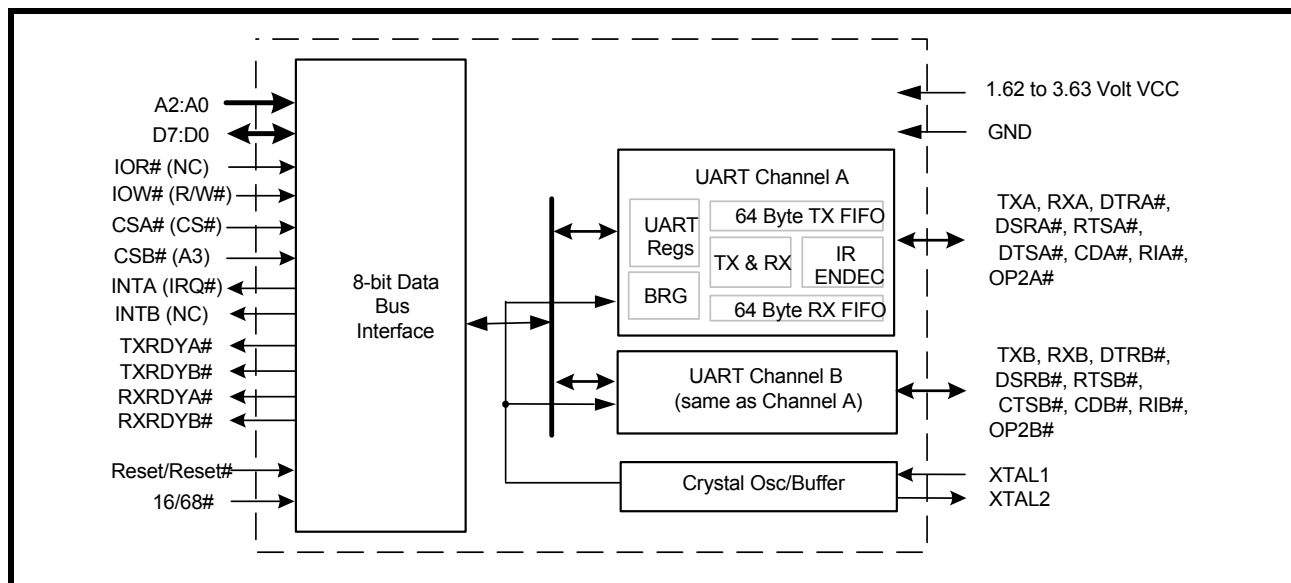 A2:A0
D7:D0
IOR# (NC)
IOW# (R/W#)
CSA# (CS#)
CSB# (A3)
INTA (IRQ#)
INTB (NC)
TXRDYA#
TXRDYB#
RXRDYA#
RXRDYB#
Reset/Reset#
16/68#
8-bit Data
Bus
Interface
UART Channel A
UART
Regs
BRG
64 Byte TX FIFO
TX & RX
IR
ENDEC
64 Byte RX FIFO
UART Channel B
(same as Channel A)
Crystal Osc/Buffer
1.62 to 3.63 Volt VCC
GND
TXA, RXA, DTRA#,
DSRA#, RTSA#,
DTSA#, CDA#, RIA#,
OP2A#
TXB, RXB, DTRB#,
DSRB#, RTSB#,
CTSB#, CDB#, RIB#,
OP2B#
XTAL1
XTAL2